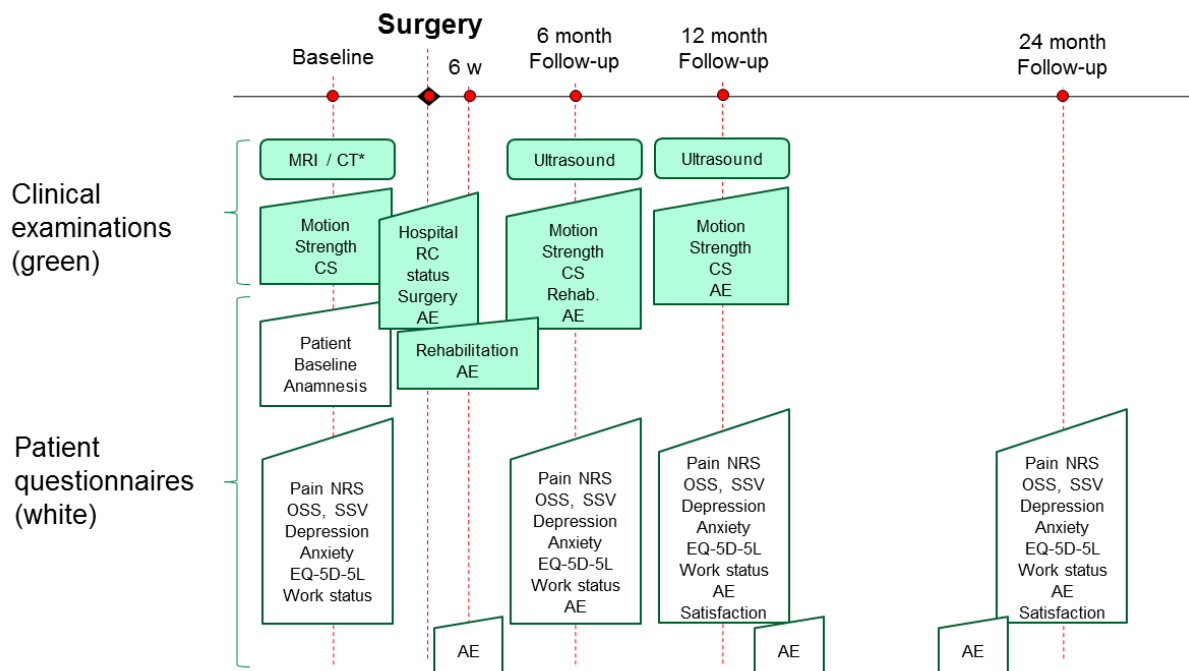 Surgery
Baseline
6 w
6 month
Follow-up
12 month
Follow-up
24 month
Follow-up
Clinical
examinations
(green)
MRI / CT*
Ultrasound
Ultrasound
Motion
Strength
CS
Hospital
RC
status
Surgery
AE
Motion
Strength
CS
Rehab.
AE
Motion
Strength
CS
AE
Rehabilitation
AE
Patient
questionnaires
(white)
Patient
Baseline
Anamnesis
Pain NRS
OSS, SSV
Depression
Anxiety
EQ-5D-5L
Work status
AE
Pain NRS
OSS, SSV
Depression
Anxiety
EQ-5D-5L
Work status
AE
Pain NRS
OSS, SSV
Depression
Anxiety
EQ-5D-5L
Work status
AE
Satisfaction
AE
AE
Pain NRS
OSS, SSV
Depression
Anxiety
EQ-5D-5L
Work status
AE
Satisfaction